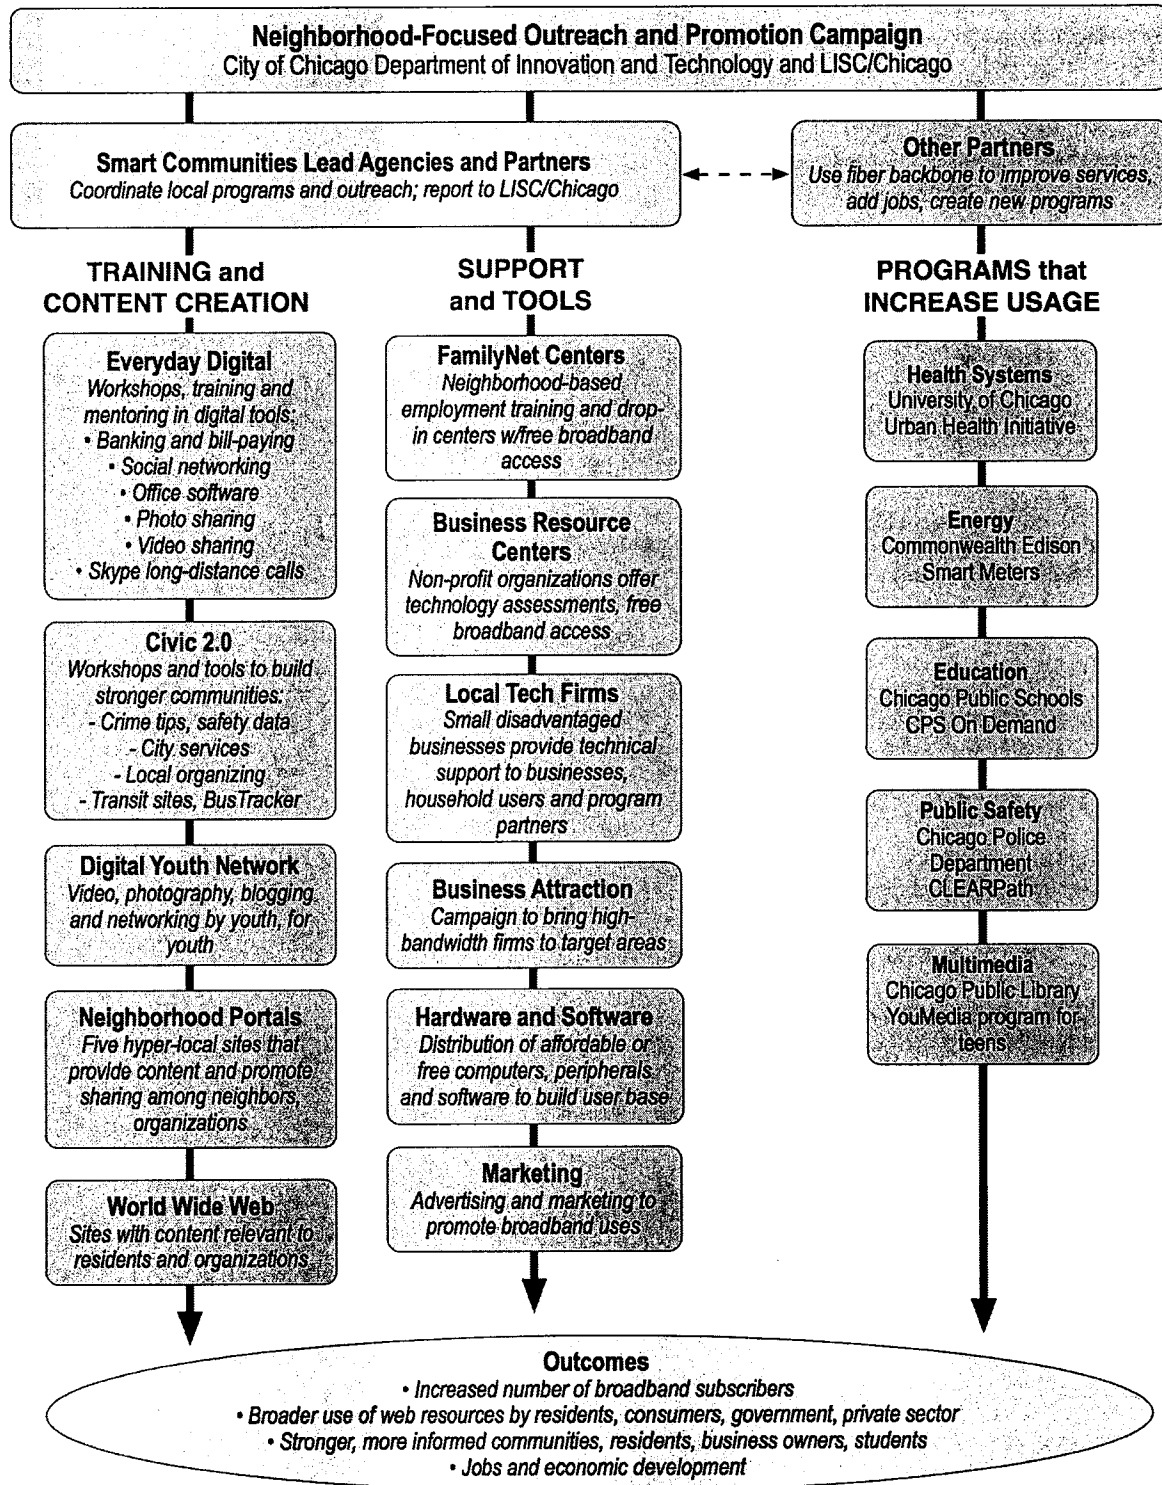 Neighborhood-Focused Outreach and Promotion Campaign
City of Chicago Department of Innovation and Technology and LISC/Chicago
Smart Communities Lead Agencies and Partners
Coordinate local programs and outreach; report to LISC/Chicago
Other Partners
Use fiber backbone to improve services,
add jobs, create new programs
TRAINING and
CONTENT CREATION
Everyday Digital
Workshops, training and
mentoring in digital tools:
• Banking and bill-paying
• Social networking
• Office software
• Photo sharing
• Video sharing
• Skype long-distance calls
Civic 2.0
Workshops and tools to build
stronger communities:
- Crime tips, safety data
- City services
- Local organizing
- Transit sites, BusTracker
Digital Youth Network
Video, photography, blogging
and networking by youth, for
youth
Neighborhood Portals
Five hyper-local sites that
provide content and promote
sharing among neighbors,
organizations
World Wide Web
Sites with content relevant to
residents and organizations
SUPPORT
and TOOLS
FamilyNet Centers
Neighborhood-based
employment training and drop-
in centers w/free broadband
access
Business Resource
Centers
Non-profit organizations offer
technology assessments, free
broadband access
Local Tech Firms
Small disadvantaged
businesses provide technical
support to businesses,
household users and program
partners
Business Attraction
Campaign to bring high-
bandwidth firms to target areas
Hardware and Software
Distribution of affordable or
free computers, peripherals
and software to build user base
Marketing
Advertising and marketing to
promote broadband uses
PROGRAMS that
INCREASE USAGE
Health Systems
University of Chicago
Urban Health Initiative
Energy
Commonwealth Edison
Smart Meters
Education
Chicago Public Schools
CPS On Demand
Public Safety
Chicago Police
Department
CLEARPath
Multimedia
Chicago Public Library
YouMedia program for
teens
Outcomes
• Increased number of broadband subscribers
• Broader use of web resources by residents, consumers, government, private sector
• Stronger, more informed communities, residents, business owners, students
• Jobs and economic development